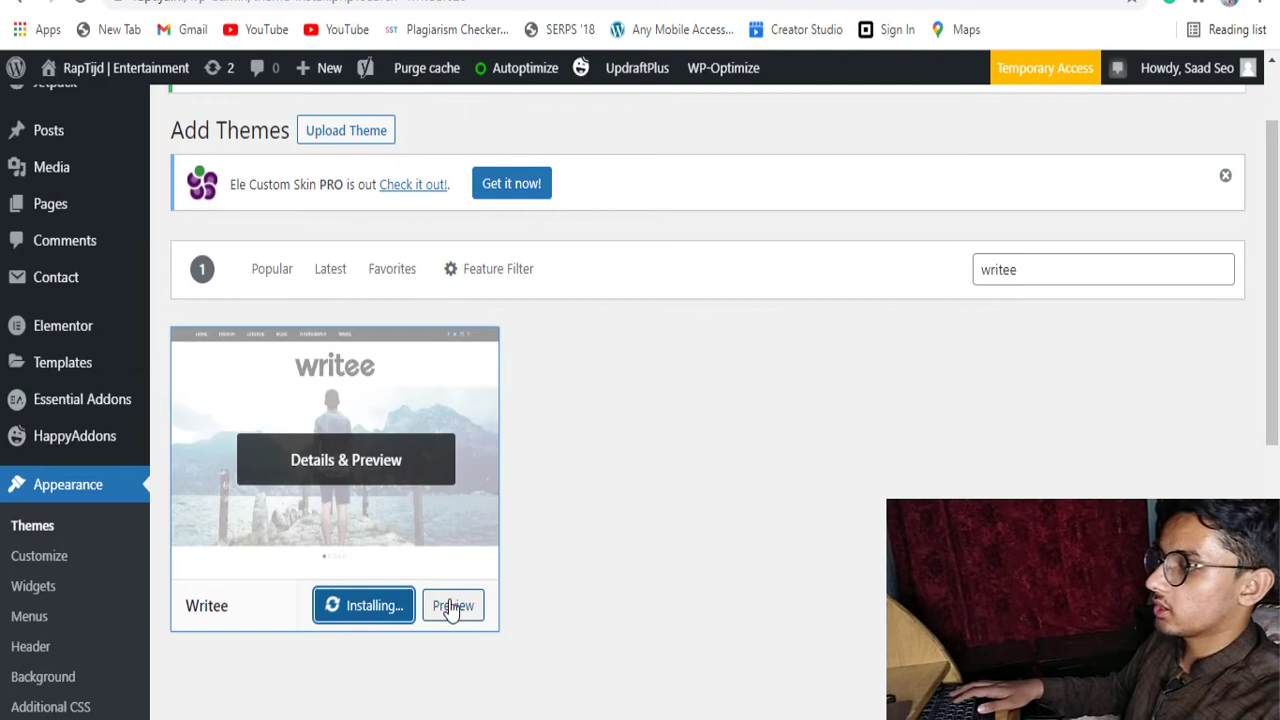 Apps
New Tab
Gmail
YouTube
YouTube
SST
Plagiarism Checker...
SERPS '18
Any Mobile Access...
Creator Studio
Sign In
Maps
Reading list
RapTijd | Entertainment
2
0
New
Purge cache
Autoptimize
UpdraftPlus
WP-Optimize
Temporary Access
Howdy, Saad Seo
Jetpack
Posts
Media
Pages
Comments
Contact
Elementor
Templates
Essential Addons
HappyAddons
Appearance
Themes
Customize
Widgets
Menus
Header
Background
Additional CSS
Add Themes
Upload Theme
Ele Custom Skin PRO is out Check it out!.
Get it now!
1
Popular
Latest
Favorites
Feature Filter
writee
writee
Details & Preview
Writee
Installing...
Preview